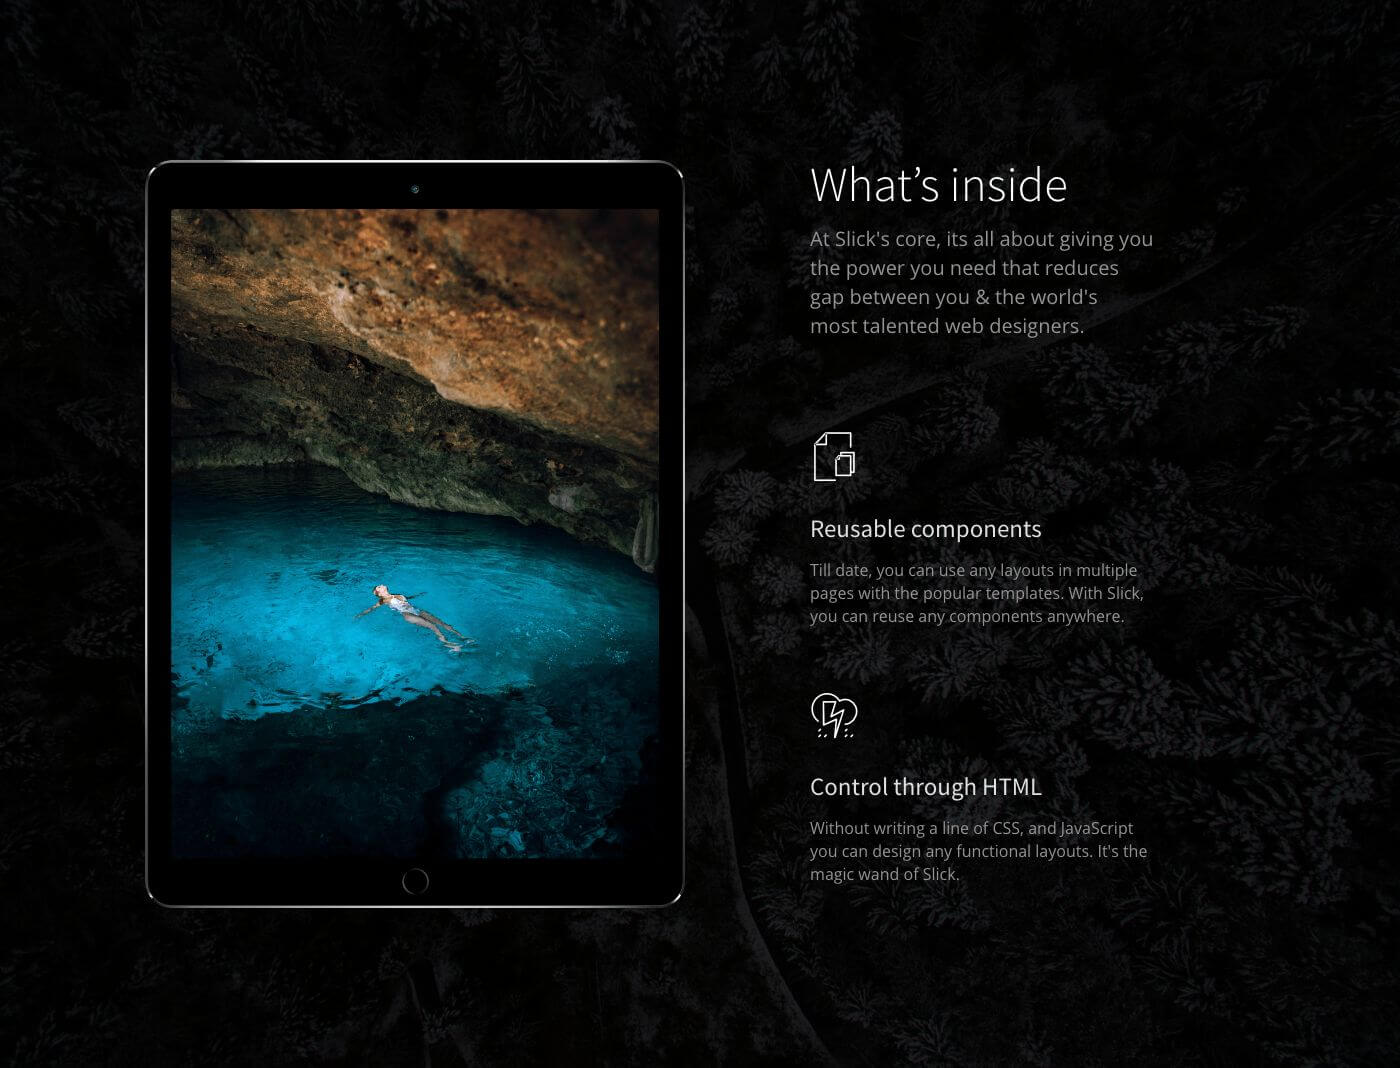 What’s inside
At Slick's core, its all about giving you
the power you need that reduces
gap between you & the world's
most talented web designers.
Reusable components
Till date, you can use any layouts in multiple
pages with the popular templates. With Slick,
you can reuse any components anywhere.
Control through HTML
Without writing a line of CSS, and JavaScript
you can design any functional layouts. It's the
magic wand of Slick.